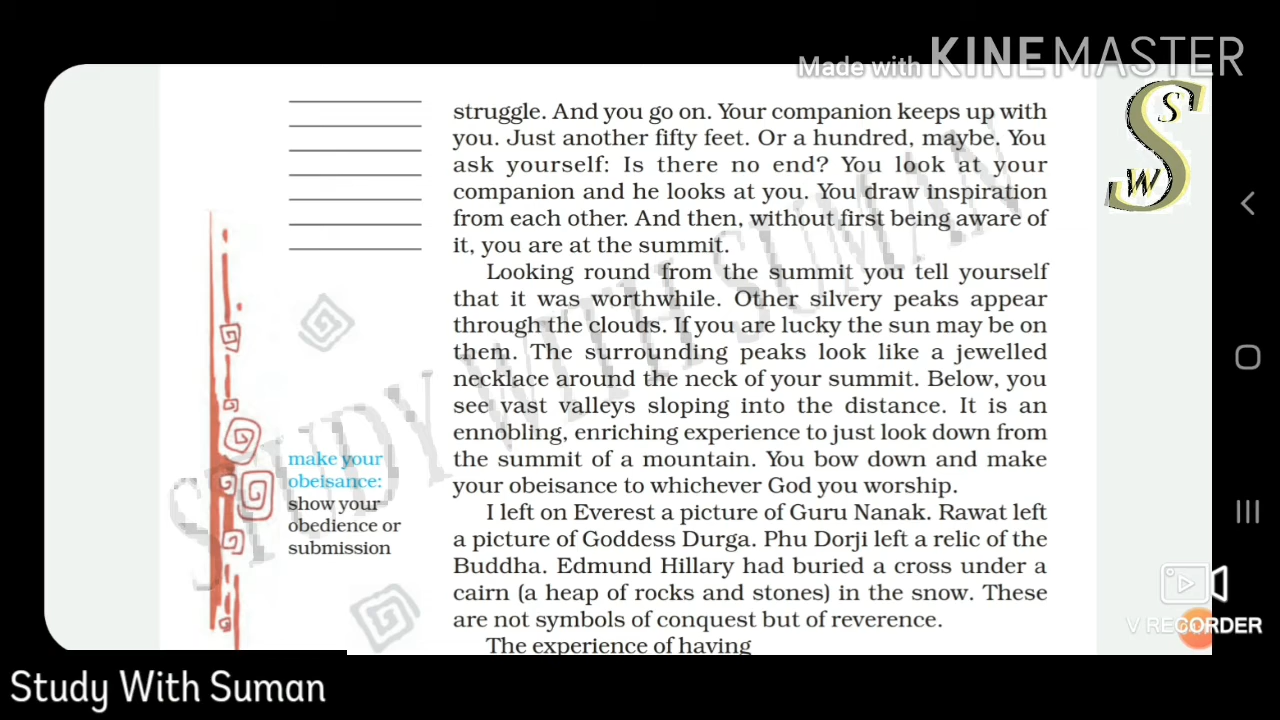 Made with KINEMASTER
struggle. And you go on. Your companion keeps up with
you. Just another fifty feet. Or a hundred, maybe. You
ask yourself: Is there no end? You look at your
companion and he looks at you. You draw inspiration
from each other. And then, without first being aware of
it, you are at the summit.
Looking round from the summit you tell yourself
that it was worthwhile. Other silvery peaks appear
through the clouds. If you are lucky the sun may be on
them. The surrounding peaks look like a jewelled
necklace around the neck of your summit. Below, you
see vast valleys sloping into the distance. It is an
ennobling, enriching experience to just look down from
the summit of a mountain. You bow down and make
your obeisance to whichever God you worship.
I left on Everest a picture of Guru Nanak. Rawat left
a picture of Goddess Durga. Phu Dorji left a relic of the
Buddha. Edmund Hillary had buried a cross under a
cairn (a heap of rocks and stones) in the snow. These
are not symbols of conquest but of reverence.
The experience of having
make your
obeisance:
show your
obedience or
submission
STUDY WITH SUMAN
S
S
W
V RECORDER
Study With Suman